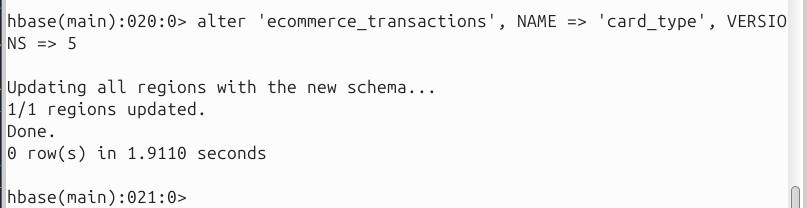 hbase(main):020:0> alter 'ecommerce_transactions', NAME => 'card_type', VERSIO
NS => 5
Updating all regions with the new schema...
1/1 regions updated.
Done.
0 row(s) in 1.9110 seconds
hbase(main):021:0>